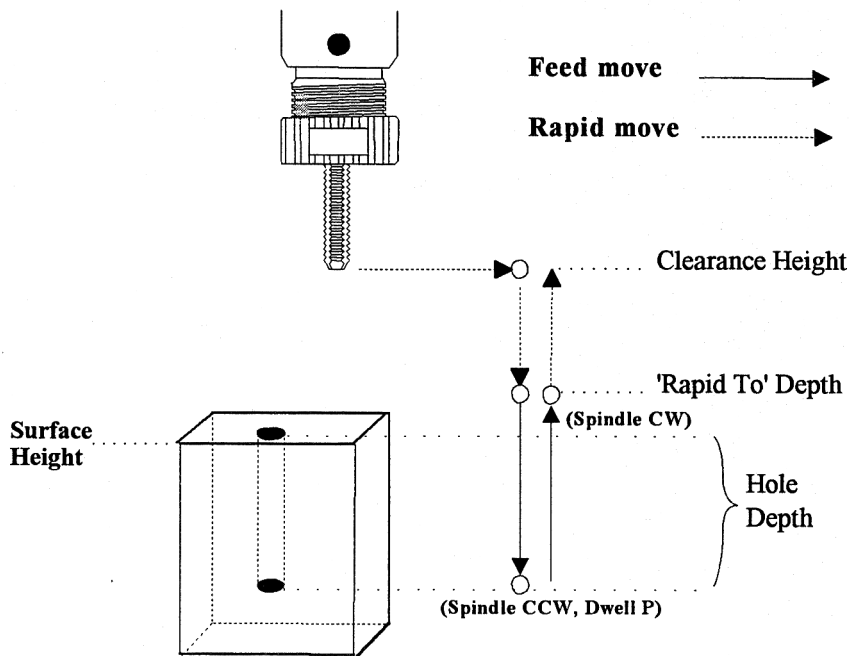 Feed move
Rapid move
Clearance Height
'Rapid To' Depth
(Spindle CW)
Surface
Height
Hole
Depth
(Spindle CCW, Dwell P)